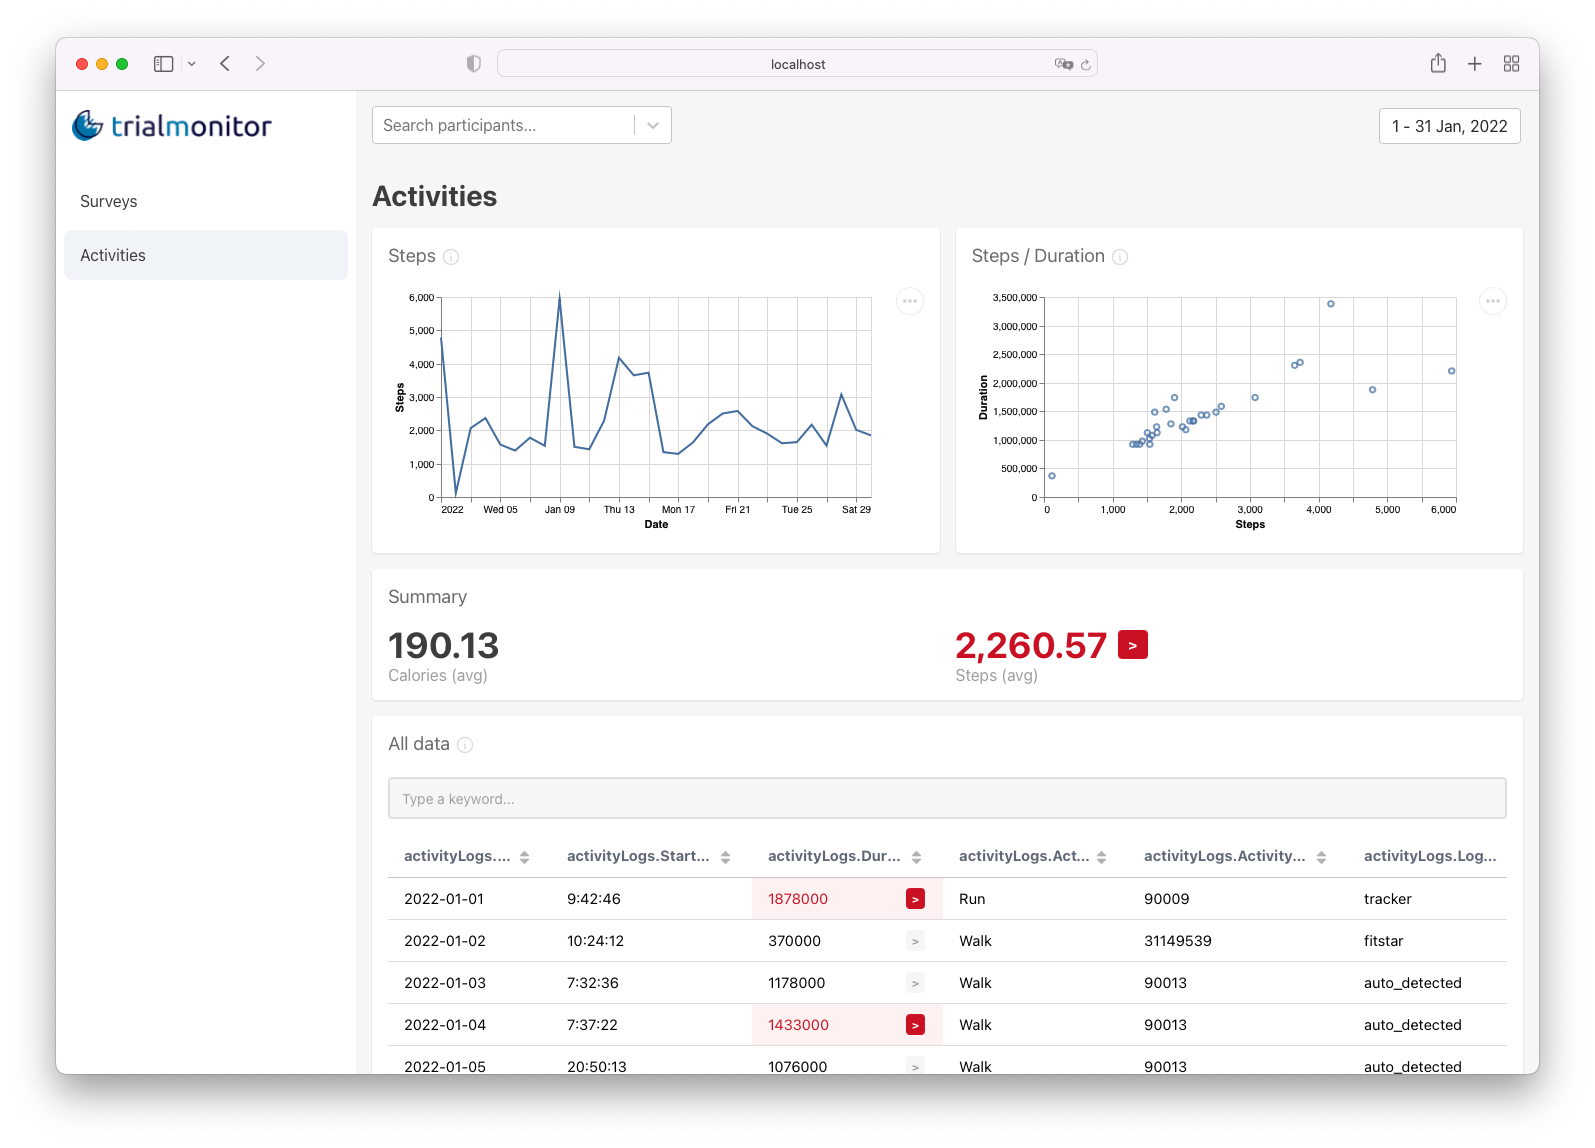 localhost
trialmonitor
Search participants...
1 - 31 Jan, 2022
Surveys
Activities
Activities
Steps
6,000
5,000
4,000
3,000
2,000
1,000
0
Steps
2022 Wed 05 Jan 09 Thu 13 Mon 17 Fri 21 Tue 25 Sat 29
Date
Steps / Duration
3,500,000
3,000,000
2,500,000
2,000,000
1,500,000
1,000,000
500,000
0
Duration
0 1,000 2,000 3,000 4,000 5,000 6,000
Steps
Summary
190.13
Calories (avg)
2,260.57 >
Steps (avg)
All data
Type a keyword...
activityLogs.... activityLogs.Start... activityLogs.Dur... activityLogs.Act... activityLogs.Activity... activityLogs.Log...
2022-01-01 9:42:46 1878000 > Run 90009 tracker
2022-01-02 10:24:12 370000 > Walk 31149539 fitstar
2022-01-03 7:32:36 1178000 > Walk 90013 auto_detected
2022-01-04 7:37:22 1433000 > Walk 90013 auto_detected
2022-01-05 20:50:13 1076000 > Walk 90013 auto_detected